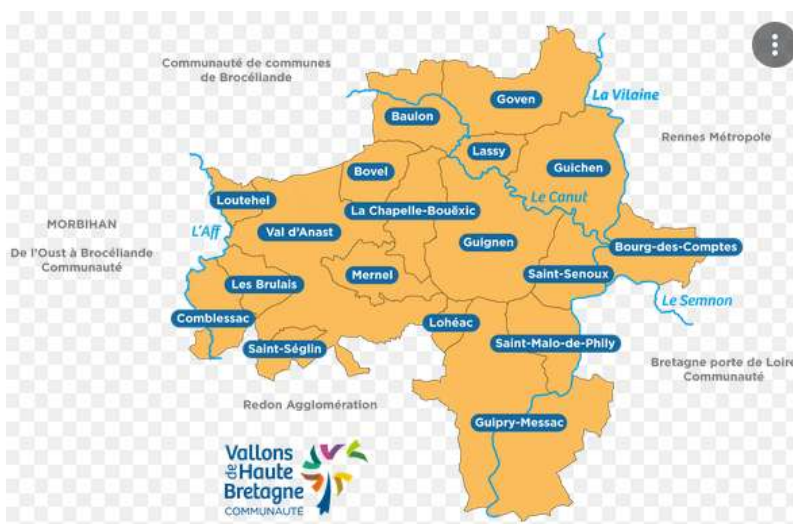 Communauté de communes
de Brocéliande
Goven
La Vilaine
Baulon
Rennes Métropole
Lassy
Bovel
Guichen
Loutehel
Le Canut
La Chapelle-Bouëxic
MORBIHAN
L'Aff
Val d'Anast
Guignen
Bourg-des-Comptes
De l'Oust à Brocéliande
Communauté
Mernel
Saint-Senoux
Les Brulais
Le Semnon
Comblessac
Lohéac
Saint-Malo-de-Phily
Saint-Séglin
Bretagne porte de Loire
Communauté
Redon Agglomération
Guipry-Messac
Vallons
de Haute
Bretagne
COMMUNAUTÉ